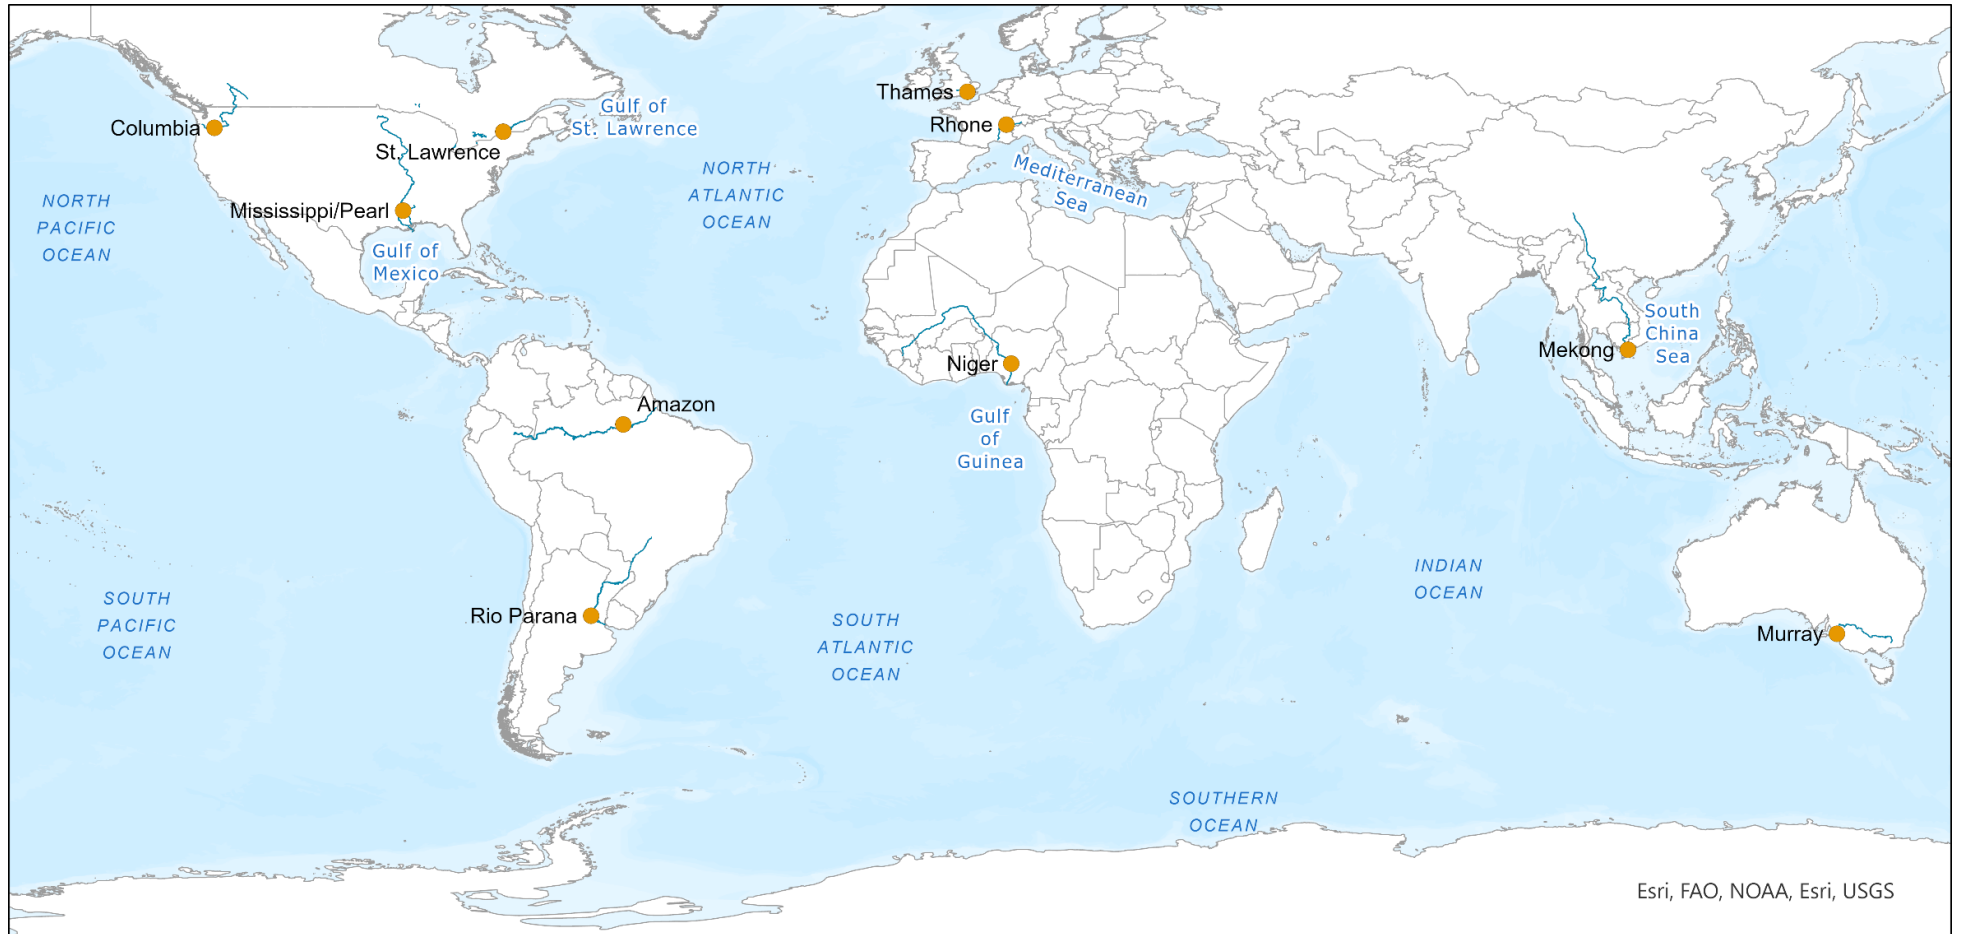 Thames
Gulf of
St. Lawrence
Columbia
Rhone
St. Lawrence
Mediterranean
Sea
NORTH
ATLANTIC
OCEAN
NORTH
PACIFIC
OCEAN
Mississippi/Pearl
Gulf of
Mexico
South
China
Sea
Mekong
Niger
Amazon
Gulf
of
Guinea
INDIAN
OCEAN
SOUTH
PACIFIC
OCEAN
Rio Parana
SOUTH
ATLANTIC
OCEAN
Murray
SOUTHERN
OCEAN
Esri, FAO, NOAA, Esri, USGS